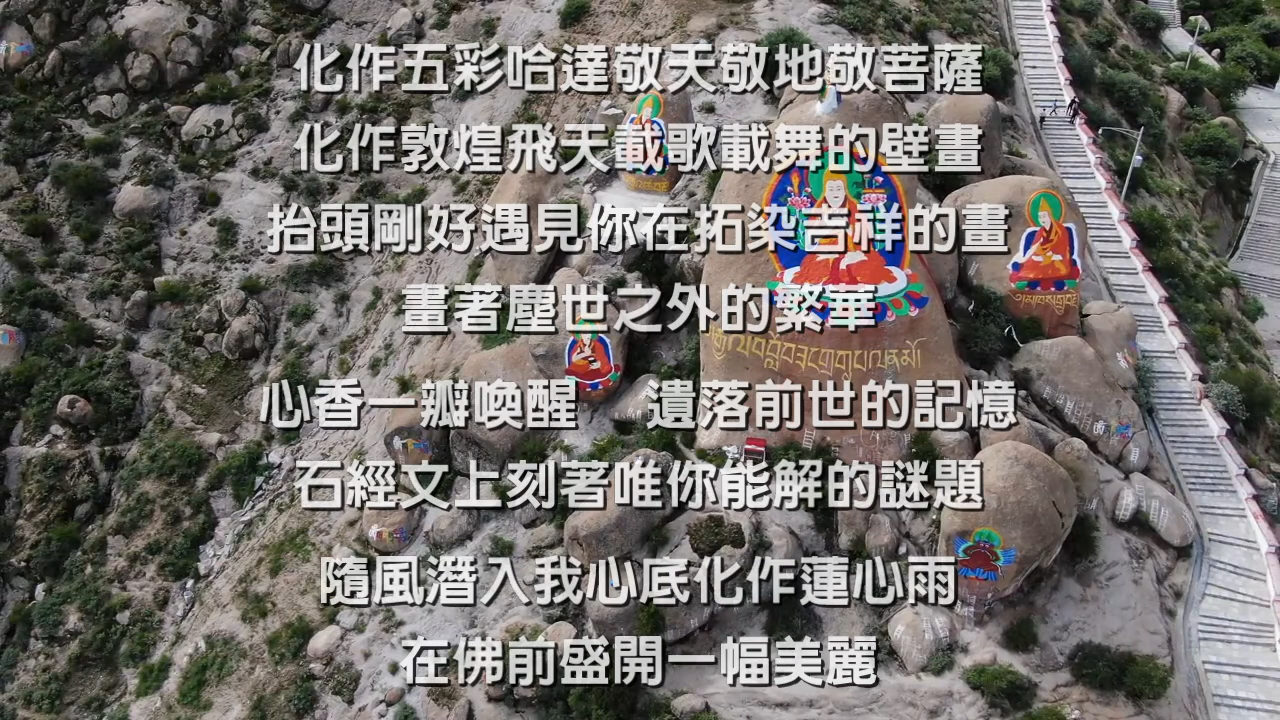 化作五彩哈達敬天敬地敬菩薩
化作敦煌飛天載歌載舞的壁畫
抬頭剛好遇見你在拓染吉祥的畫
畫著塵世之外的繁華
心香一瓣喚醒　遺落前世的記憶
石經文上刻著唯你能解的謎題
隨風潛入我心底化作蓮心雨
在佛前盛開一幅美麗